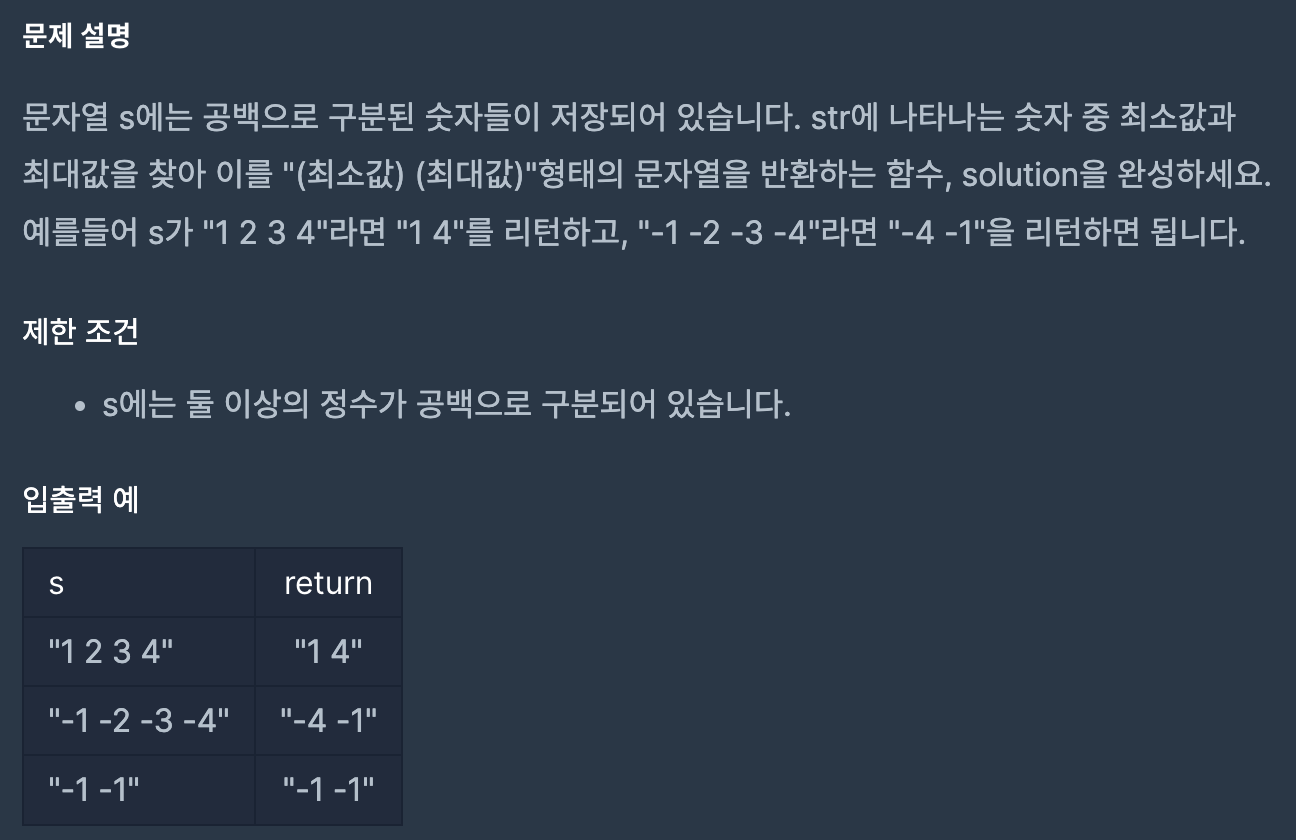 문제 설명
문자열 s에는 공백으로 구분된 숫자들이 저장되어 있습니다. str에 나타나는 숫자 중 최소값과
최대값을 찾아 이를 "(최소값) (최대값)"형태의 문자열을 반환하는 함수, solution을 완성하세요.
예를들어 s가 "1 2 3 4"라면 "1 4"를 리턴하고, "-1 -2 -3 -4"라면 "-4 -1"을 리턴하면 됩니다.
제한 조건
• s에는 둘 이상의 정수가 공백으로 구분되어 있습니다.
입출력 예
s return
"1 2 3 4" "1 4"
"-1 -2 -3 -4" "-4 -1"
"-1 -1" "-1 -1"